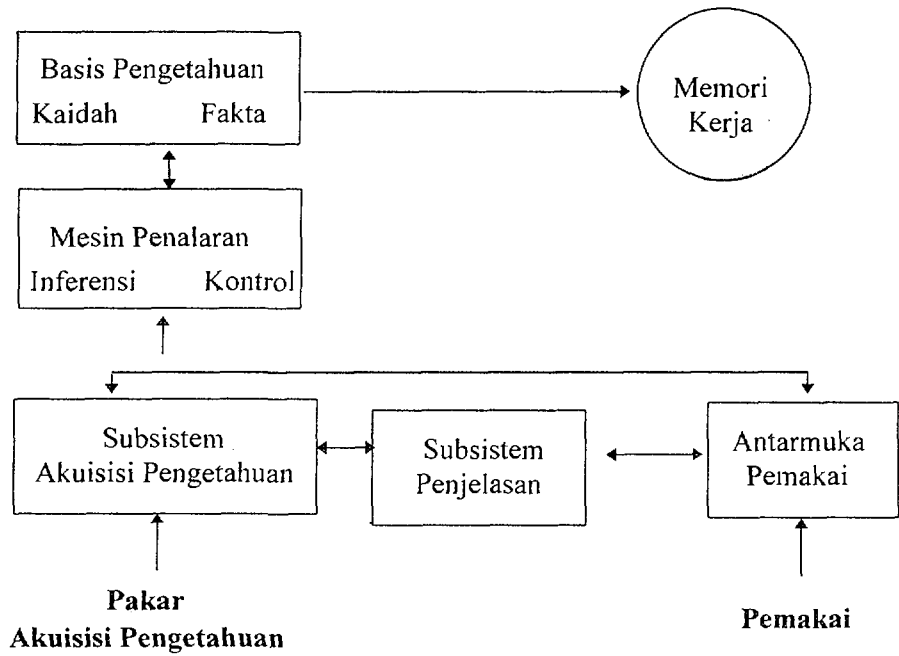 Basis Pengetahuan
Kaidah Fakta
Memori
Kerja
Mesin Penalaran
Inferensi Kontrol
Subsistem
Akuisisi Pengetahuan
Subsistem
Penjelasan
Antarmuka
Pemakai
Pakar
Akuisisi Pengetahuan
Pemakai